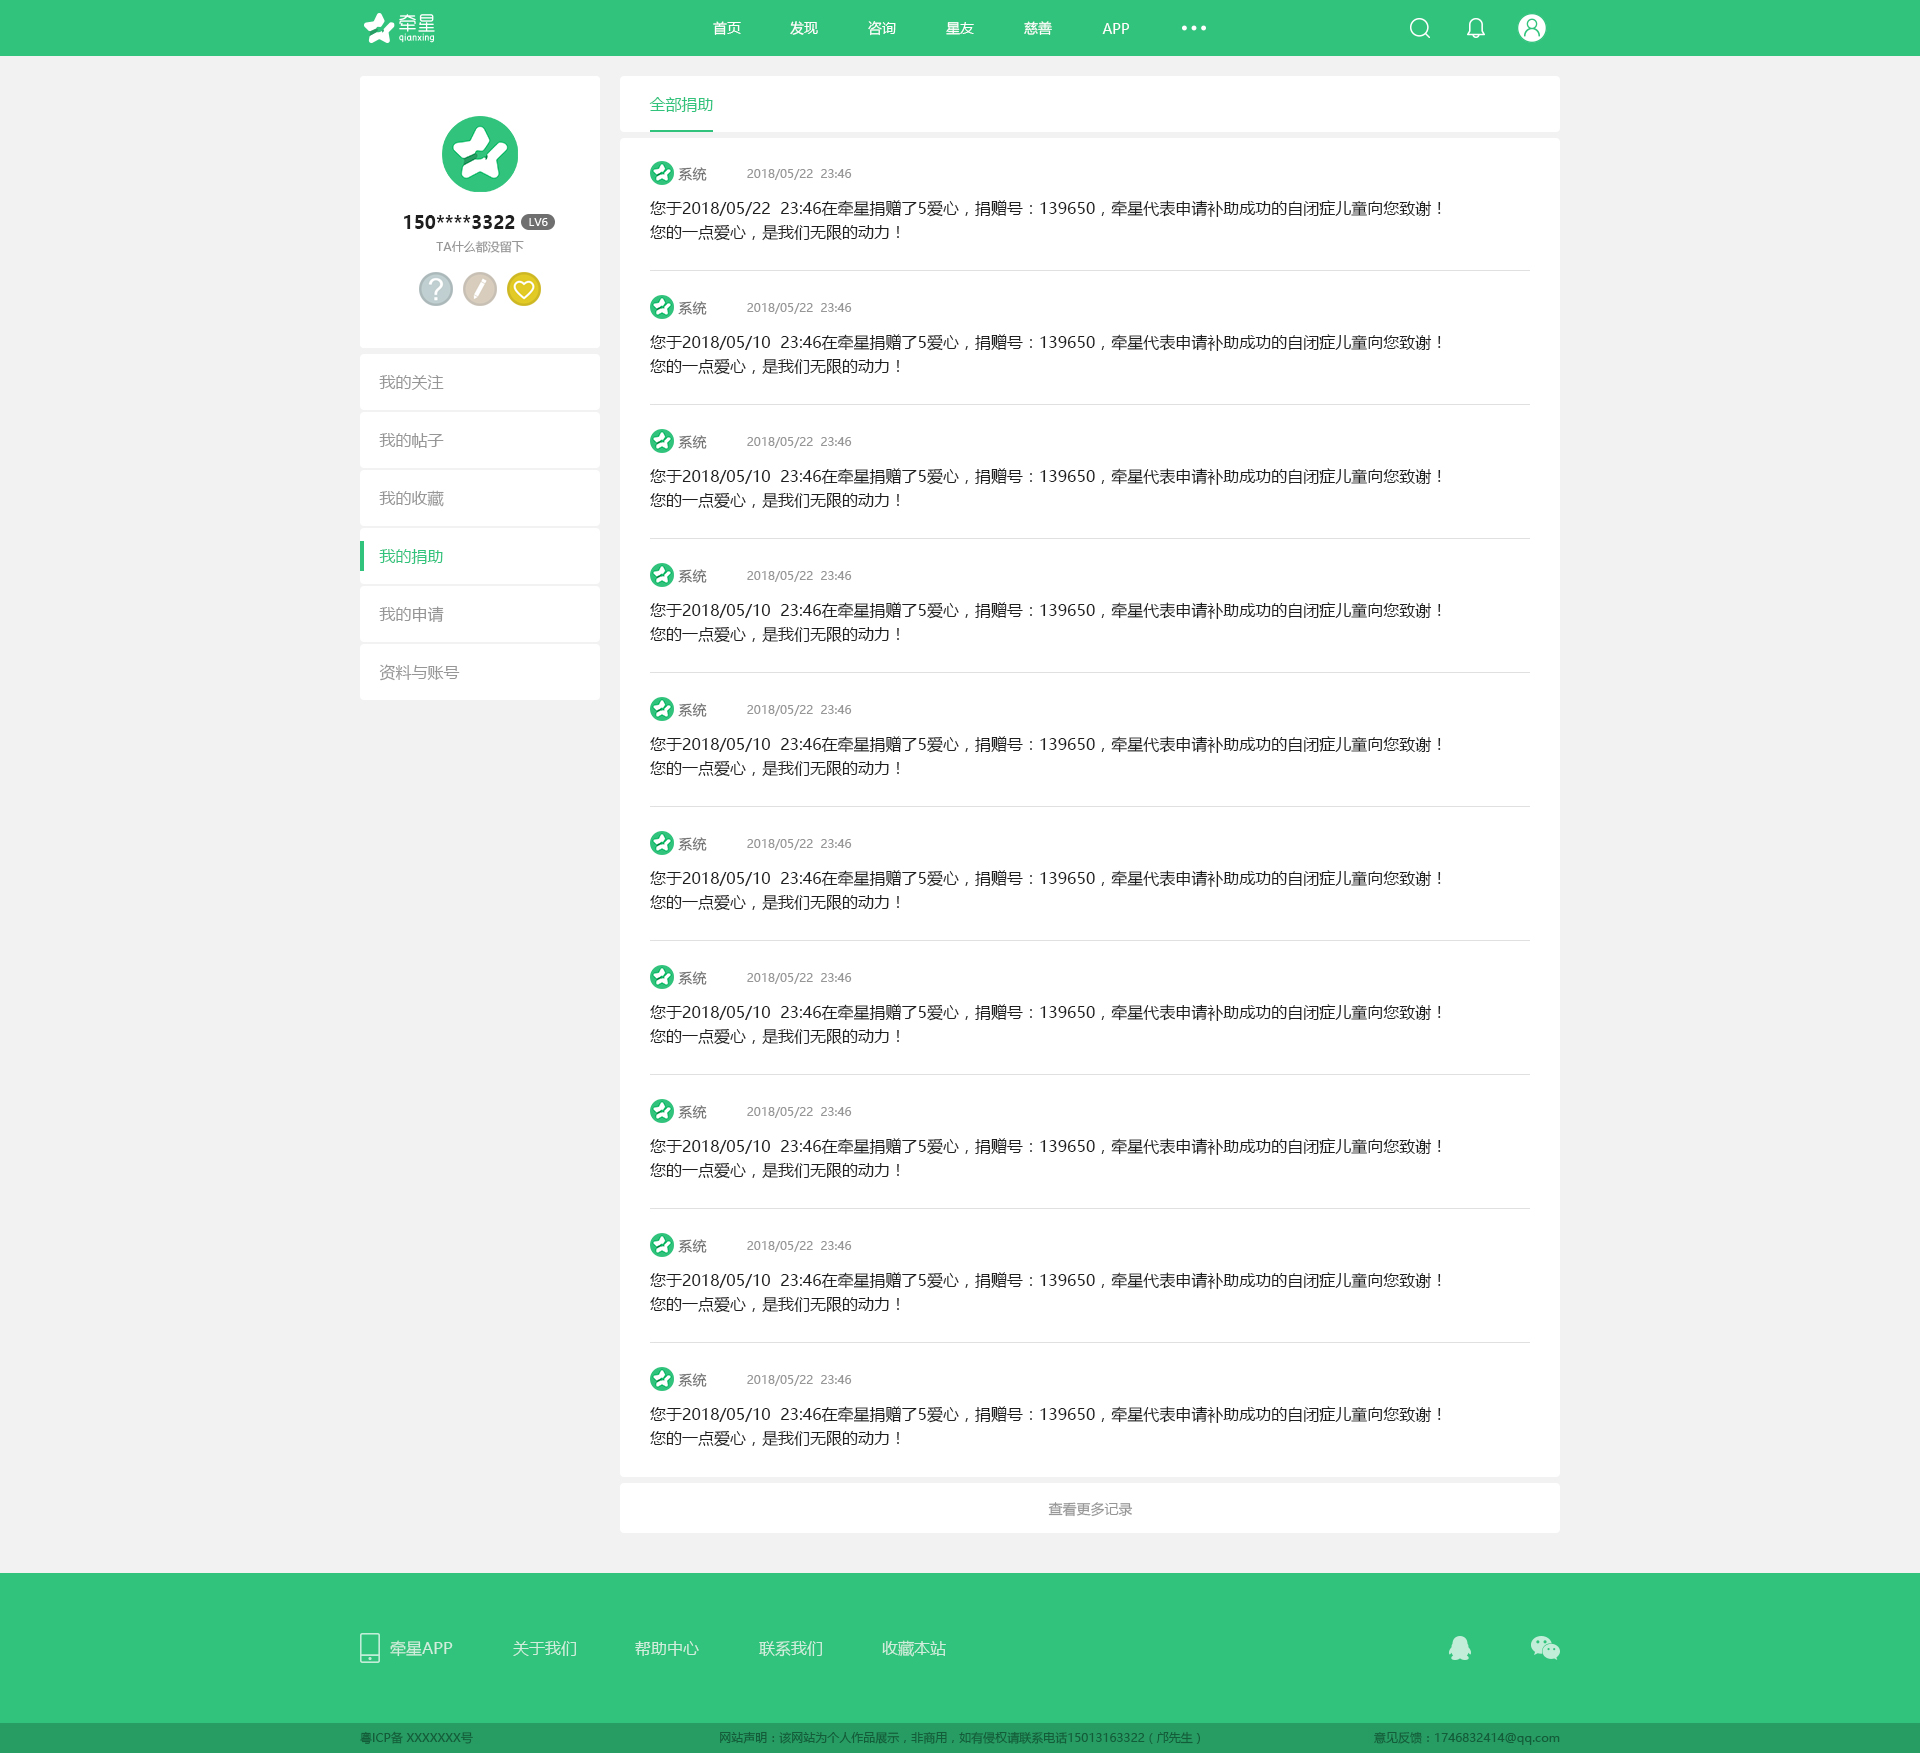 牵星
qianxing
首页 发现 咨询 星友 慈善 APP
150****3322 LV6
TA什么都没留下
我的关注
我的帖子
我的收藏
我的捐助
我的申请
资料与账号
全部捐助
系统 2018/05/22 23:46
您于2018/05/22 23:46在牵星捐赠了5爱心，捐赠号：139650，牵星代表申请补助成功的自闭症儿童向您致谢！
您的一点爱心，是我们无限的动力！
系统 2018/05/22 23:46
您于2018/05/10 23:46在牵星捐赠了5爱心，捐赠号：139650，牵星代表申请补助成功的自闭症儿童向您致谢！
您的一点爱心，是我们无限的动力！
系统 2018/05/22 23:46
您于2018/05/10 23:46在牵星捐赠了5爱心，捐赠号：139650，牵星代表申请补助成功的自闭症儿童向您致谢！
您的一点爱心，是我们无限的动力！
系统 2018/05/22 23:46
您于2018/05/10 23:46在牵星捐赠了5爱心，捐赠号：139650，牵星代表申请补助成功的自闭症儿童向您致谢！
您的一点爱心，是我们无限的动力！
系统 2018/05/22 23:46
您于2018/05/10 23:46在牵星捐赠了5爱心，捐赠号：139650，牵星代表申请补助成功的自闭症儿童向您致谢！
您的一点爱心，是我们无限的动力！
系统 2018/05/22 23:46
您于2018/05/10 23:46在牵星捐赠了5爱心，捐赠号：139650，牵星代表申请补助成功的自闭症儿童向您致谢！
您的一点爱心，是我们无限的动力！
系统 2018/05/22 23:46
您于2018/05/10 23:46在牵星捐赠了5爱心，捐赠号：139650，牵星代表申请补助成功的自闭症儿童向您致谢！
您的一点爱心，是我们无限的动力！
系统 2018/05/22 23:46
您于2018/05/10 23:46在牵星捐赠了5爱心，捐赠号：139650，牵星代表申请补助成功的自闭症儿童向您致谢！
您的一点爱心，是我们无限的动力！
系统 2018/05/22 23:46
您于2018/05/10 23:46在牵星捐赠了5爱心，捐赠号：139650，牵星代表申请补助成功的自闭症儿童向您致谢！
您的一点爱心，是我们无限的动力！
系统 2018/05/22 23:46
您于2018/05/10 23:46在牵星捐赠了5爱心，捐赠号：139650，牵星代表申请补助成功的自闭症儿童向您致谢！
您的一点爱心，是我们无限的动力！
查看更多记录
牵星APP 关于我们 帮助中心 联系我们 收藏本站
粤ICP备 XXXXXXX号 网站声明：该网站为个人作品展示，非商用，如有侵权请联系电话15013163322（邝先生） 意见反馈：1746832414@qq.com